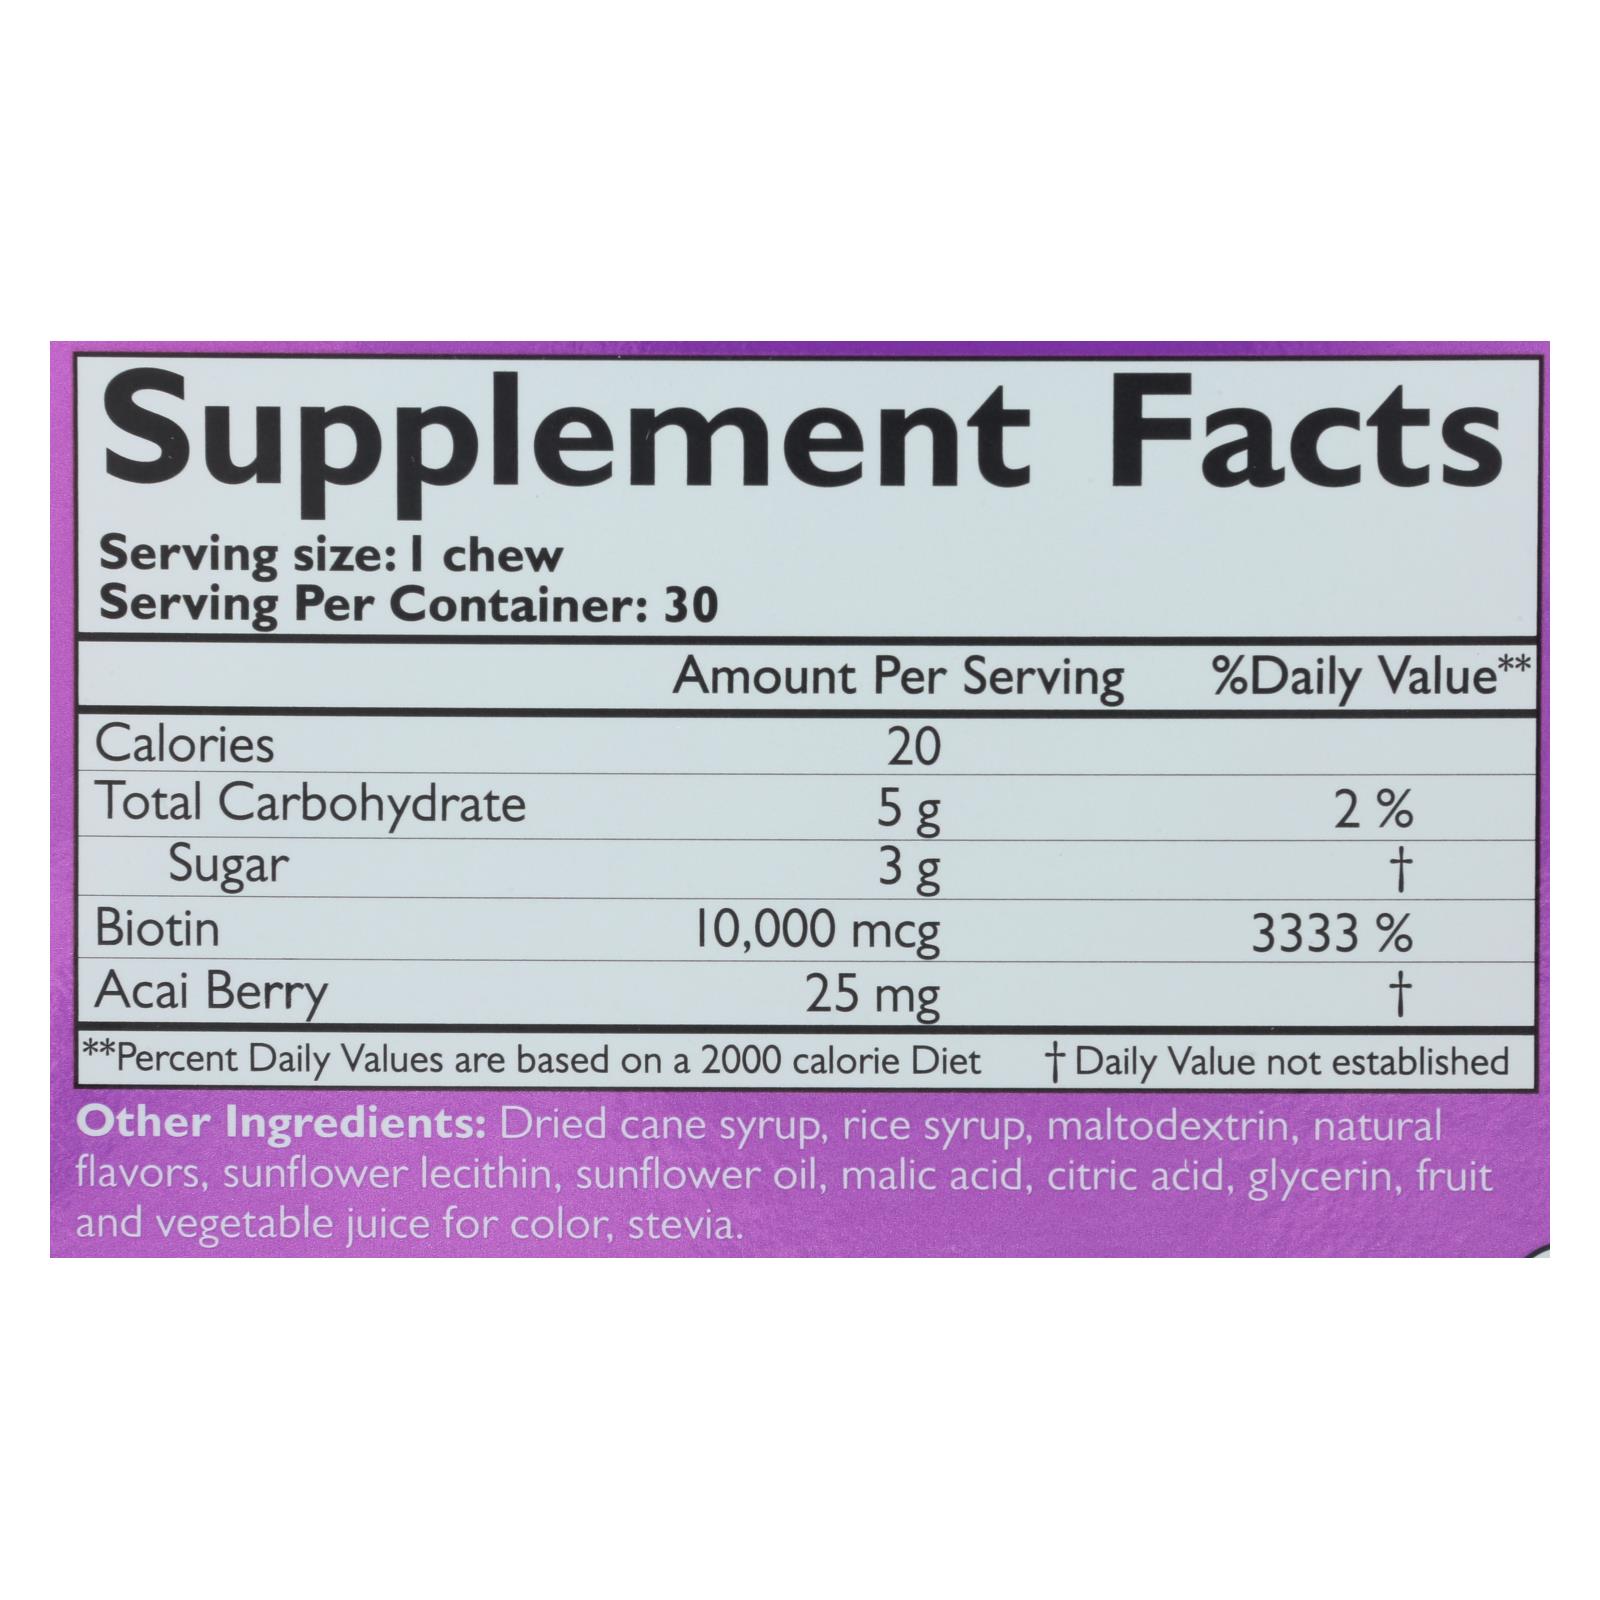 Supplement Facts
Serving size: 1 chew
Serving Per Container: 30
Amount Per Serving %Daily Value**
Calories 20
Total Carbohydrate 5 g 2 %
Sugar 3 g †
Biotin 10,000 mcg 3333 %
Acai Berry 25 mg †
**Percent Daily Values are based on a 2000 calorie Diet † Daily Value not established
Other Ingredients: Dried cane syrup, rice syrup, maltodextrin, natural
flavors, sunflower lecithin, sunflower oil, malic acid, citric acid, glycerin, fruit
and vegetable juice for color, stevia.